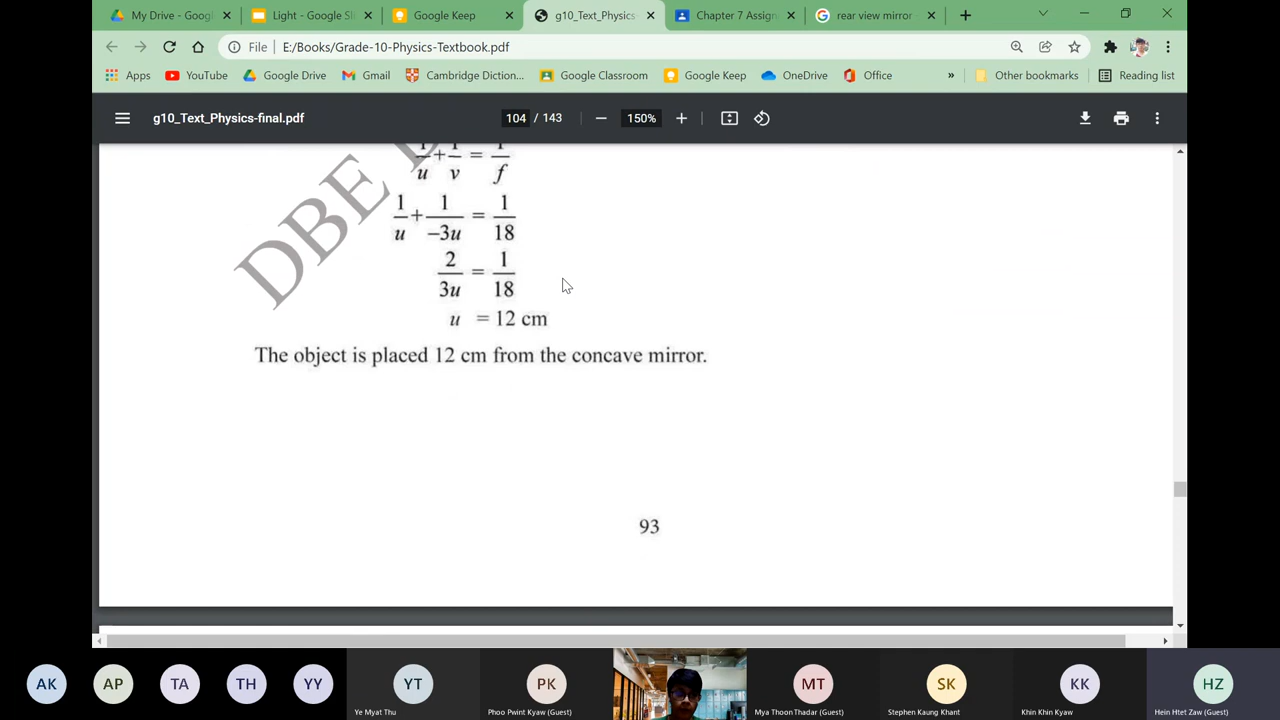 My Drive - Googl
Light - Google Sli
Google Keep
g10_Text_Physics-
Chapter 7 Assign
rear view mirror -
File
E:/Books/Grade-10-Physics-Textbook.pdf
Apps
YouTube
Google Drive
Gmail
Cambridge Diction...
Google Classroom
Google Keep
OneDrive
Office
»
Other bookmarks
Reading list
g10_Text_Physics-final.pdf
104 / 143
150%
1/u + 1/v = 1/f
1/u + 1/−3u = 1/18
2/3u = 1/18
u = 12 cm
The object is placed 12 cm from the concave mirror.
DBE
93
AK
AP
TA
TH
YY
YT
PK
MT
SK
KK
HZ
Ye Myat Thu
Phoo Pwint Kyaw (Guest)
Mya Thoon Thadar (Guest)
Stephen Kaung Khant
Khin Khin Kyaw
Hein Htet Zaw (Guest)